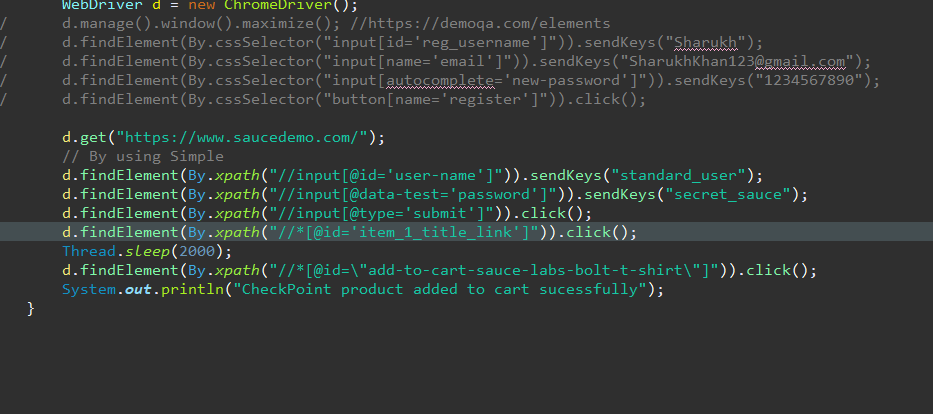 WebDriver d = new ChromeDriver();
/ d.manage().window().maximize(); //https://demoqa.com/elements
/ d.findElement(By.cssSelector("input[id='reg_username']")).sendKeys("Sharukh");
/ d.findElement(By.cssSelector("input[name='email']")).sendKeys("SharukhKhan123@gmail.com");
/ d.findElement(By.cssSelector("input[autocomplete='new-password']")).sendKeys("1234567890");
/ d.findElement(By.cssSelector("button[name='register']")).click();
d.get("https://www.saucedemo.com/");
// By using Simple
d.findElement(By.xpath("//input[@id='user-name']")).sendKeys("standard_user");
d.findElement(By.xpath("//input[@data-test='password']")).sendKeys("secret_sauce");
d.findElement(By.xpath("//input[@type='submit']")).click();
d.findElement(By.xpath("//*[@id='item_1_title_link']")).click();
Thread.sleep(2000);
d.findElement(By.xpath("//*[@id=\"add-to-cart-sauce-labs-bolt-t-shirt\"]")).click();
System.out.println("CheckPoint product added to cart sucessfully");
}